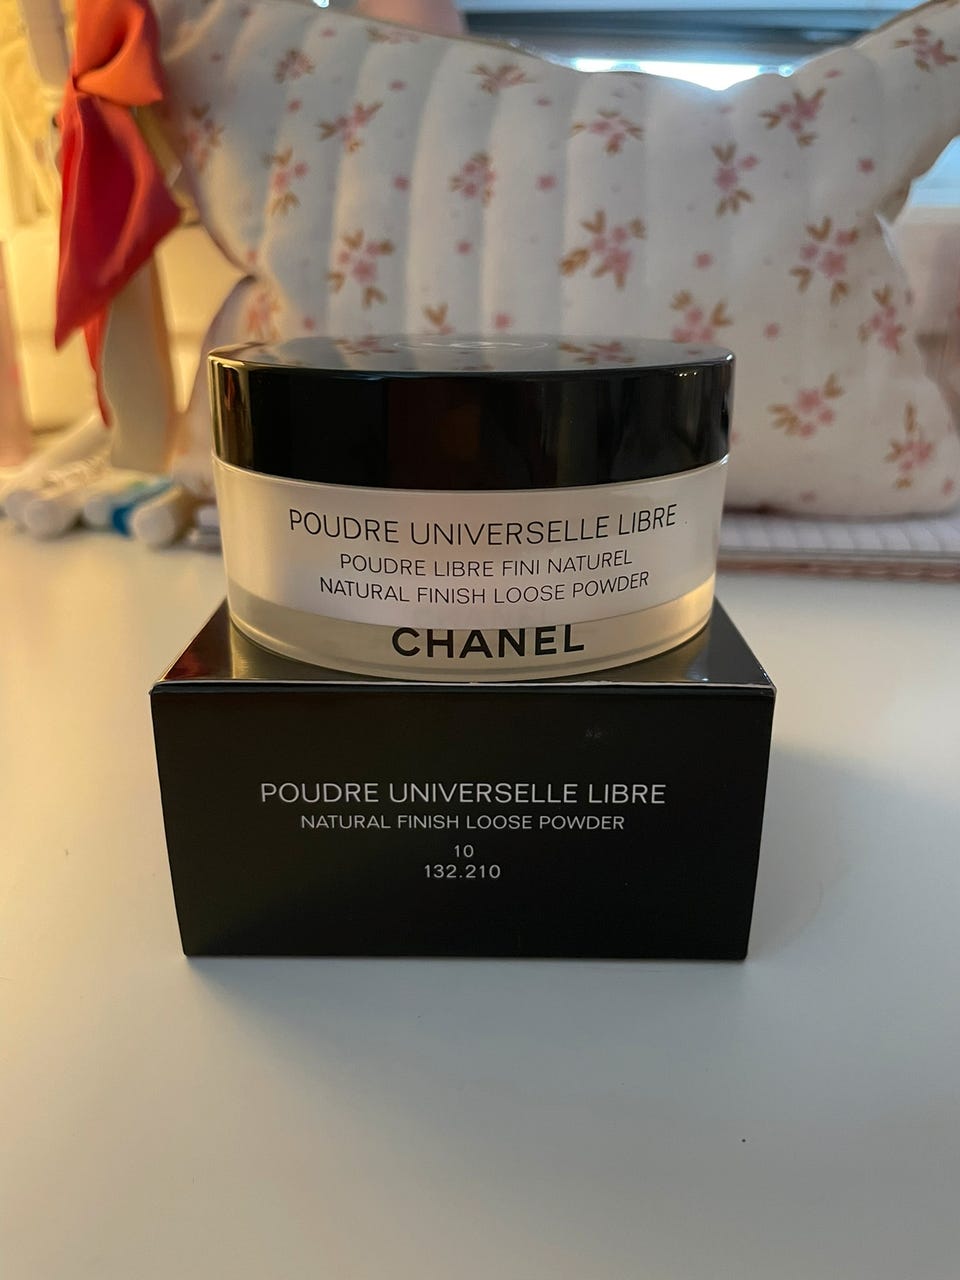 POUDRE UNIVERSELLE LIBRE
POUDRE LIBRE FINI NATUREL
NATURAL FINISH LOOSE POWDER
CHANEL
POUDRE UNIVERSELLE LIBRE
NATURAL FINISH LOOSE POWDER
10
132.210